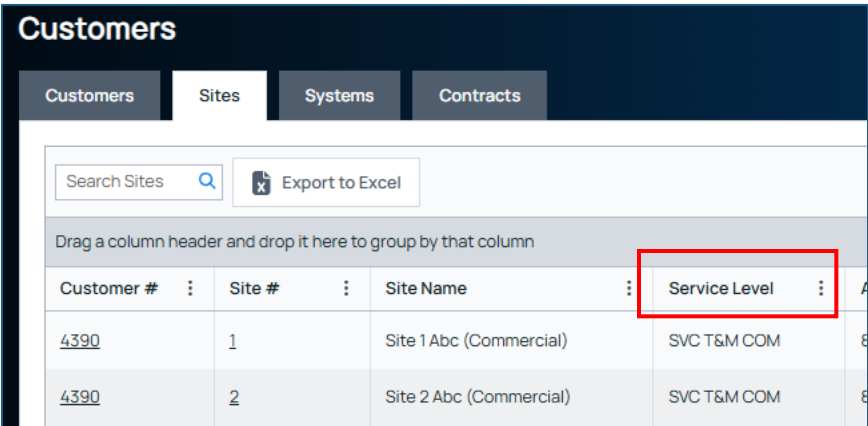 Customers
Customers Sites Systems Contracts
Search Sites Export to Excel
Drag a column header and drop it here to group by that column
Customer # Site # Site Name Service Level
4390 1 Site 1 Abc (Commercial) SVC T&M COM
4390 2 Site 2 Abc (Commercial) SVC T&M COM